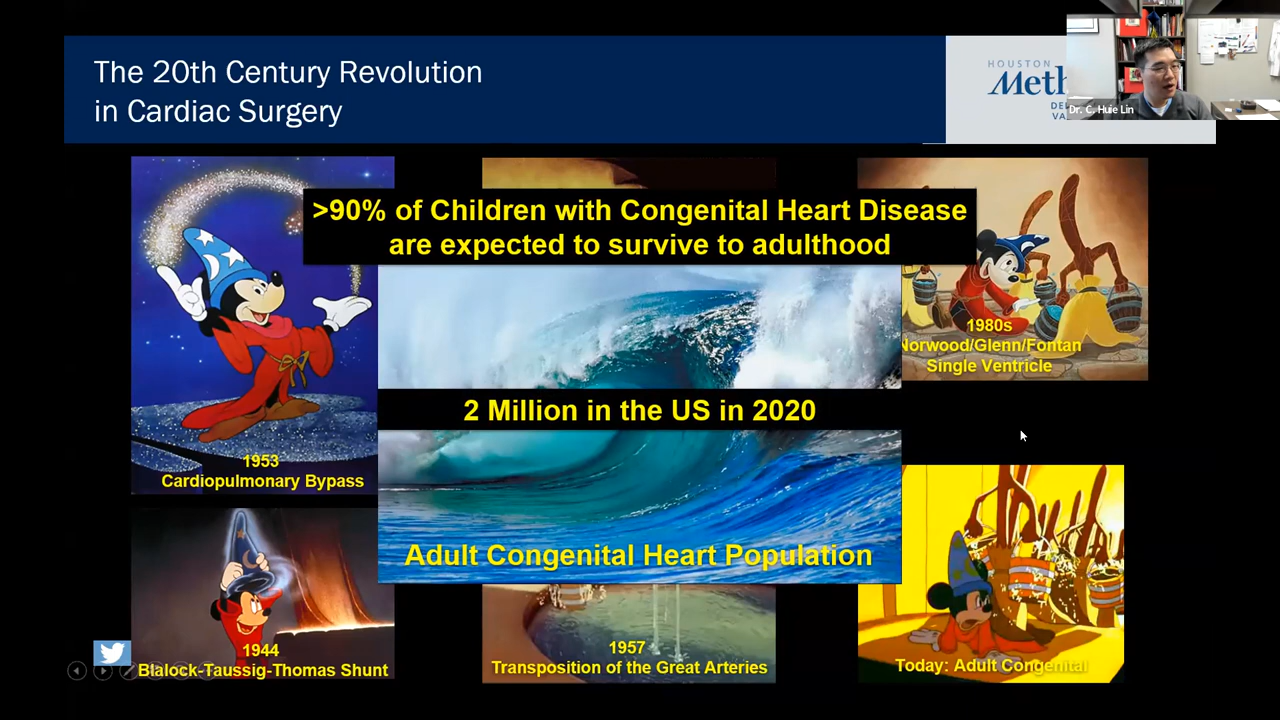 The 20th Century Revolution
in Cardiac Surgery
HOUSTON
Meth
DE
VA
Dr. C. Huie Lin
>90% of Children with Congenital Heart Disease
are expected to survive to adulthood
1980s
Norwood/Glenn/Fontan
Single Ventricle
2 Million in the US in 2020
1953
Cardiopulmonary Bypass
Adult Congenital Heart Population
1944
Blalock-Taussig-Thomas Shunt
1957
Transposition of the Great Arteries
Today: Adult Congenital